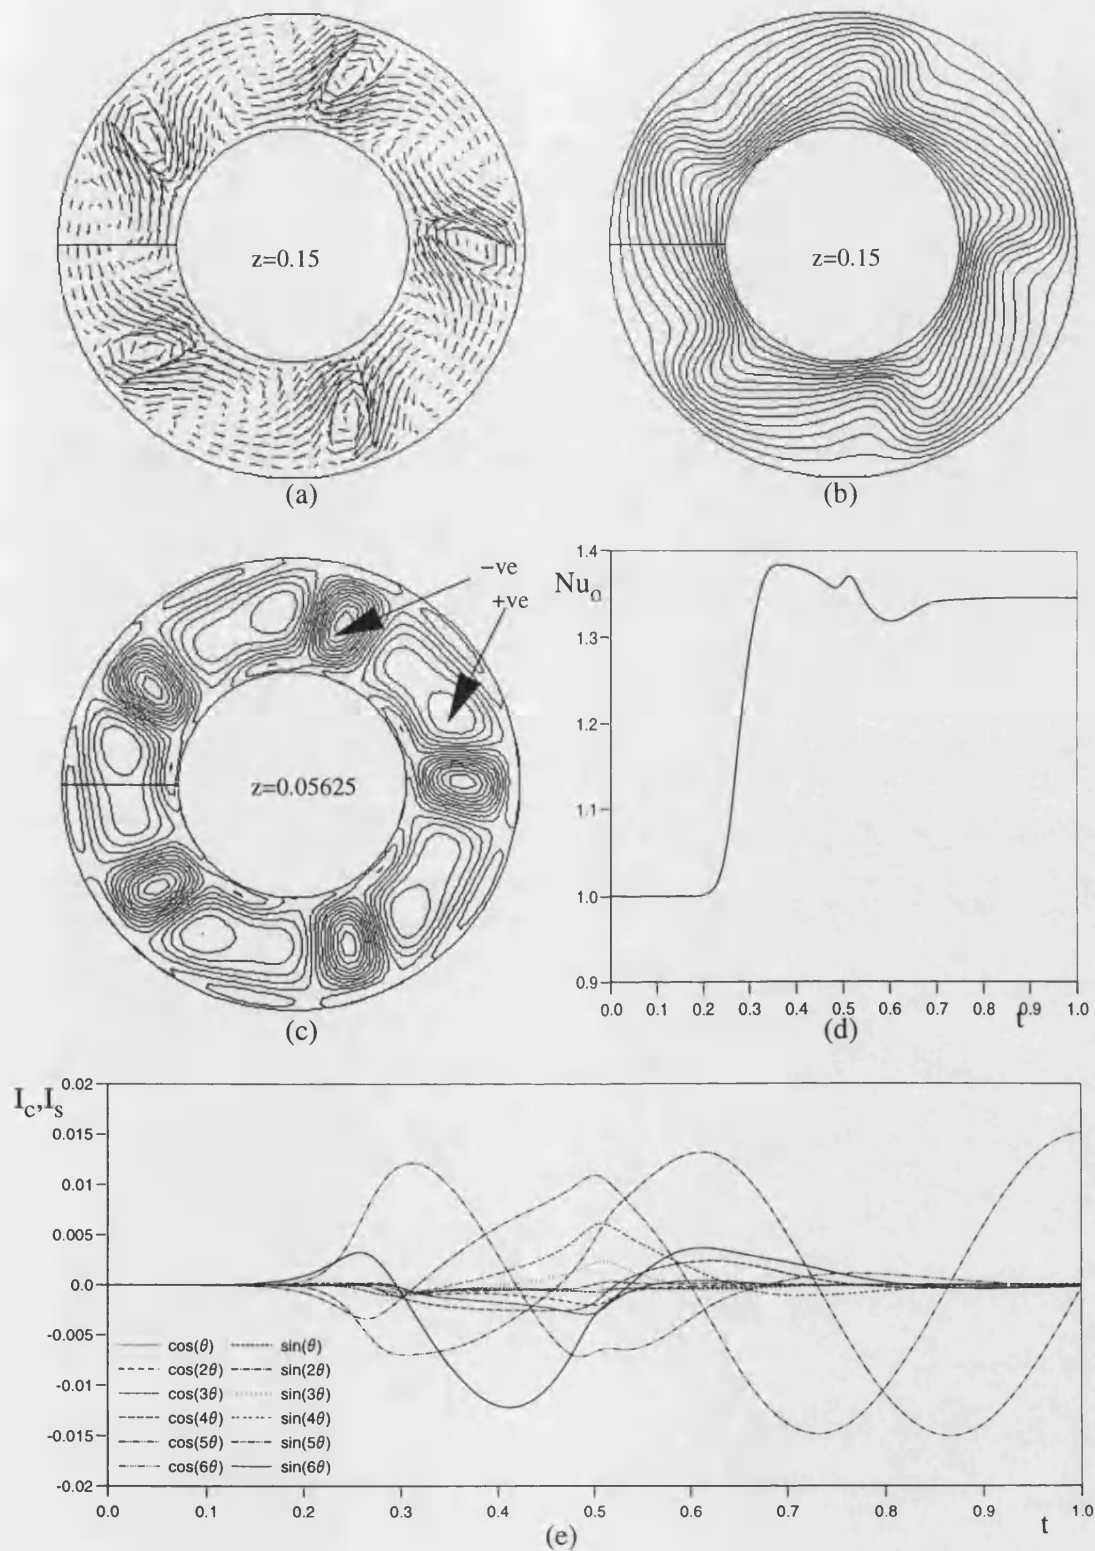 z=0.15
z=0.15
(a)
(b)
−ve
+ve
z=0.05625
(c)
Nu₀
1.4
1.3
1.2
1.1
1.0
0.9
0.0 0.1 0.2 0.3 0.4 0.5 0.6 0.7 0.8 0.9 1.0
t
(d)
I_c,I_s
0.02
0.015
0.01
0.005
0.0
-0.005
-0.01
-0.015
-0.02
cos(θ) sin(θ)
cos(2θ) sin(2θ)
cos(3θ) sin(3θ)
cos(4θ) sin(4θ)
cos(5θ) sin(5θ)
cos(6θ) sin(6θ)
0.0 0.1 0.2 0.3 0.4 0.5 0.6 0.7 0.8 0.9 1.0
t
(e)